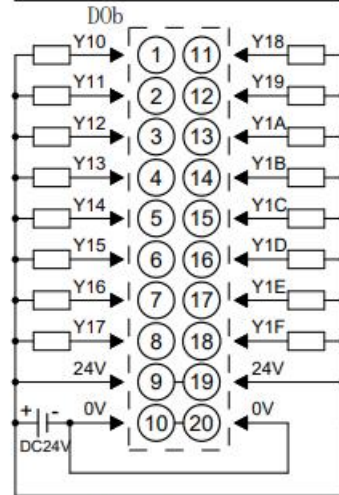 DOb
Y10 1 11 Y18
Y11 2 12 Y19
Y12 3 13 Y1A
Y13 4 14 Y1B
Y14 5 15 Y1C
Y15 6 16 Y1D
Y16 7 17 Y1E
Y17 8 18 Y1F
24V 9 19 24V
+ - 0V 10 20 0V
DC24V